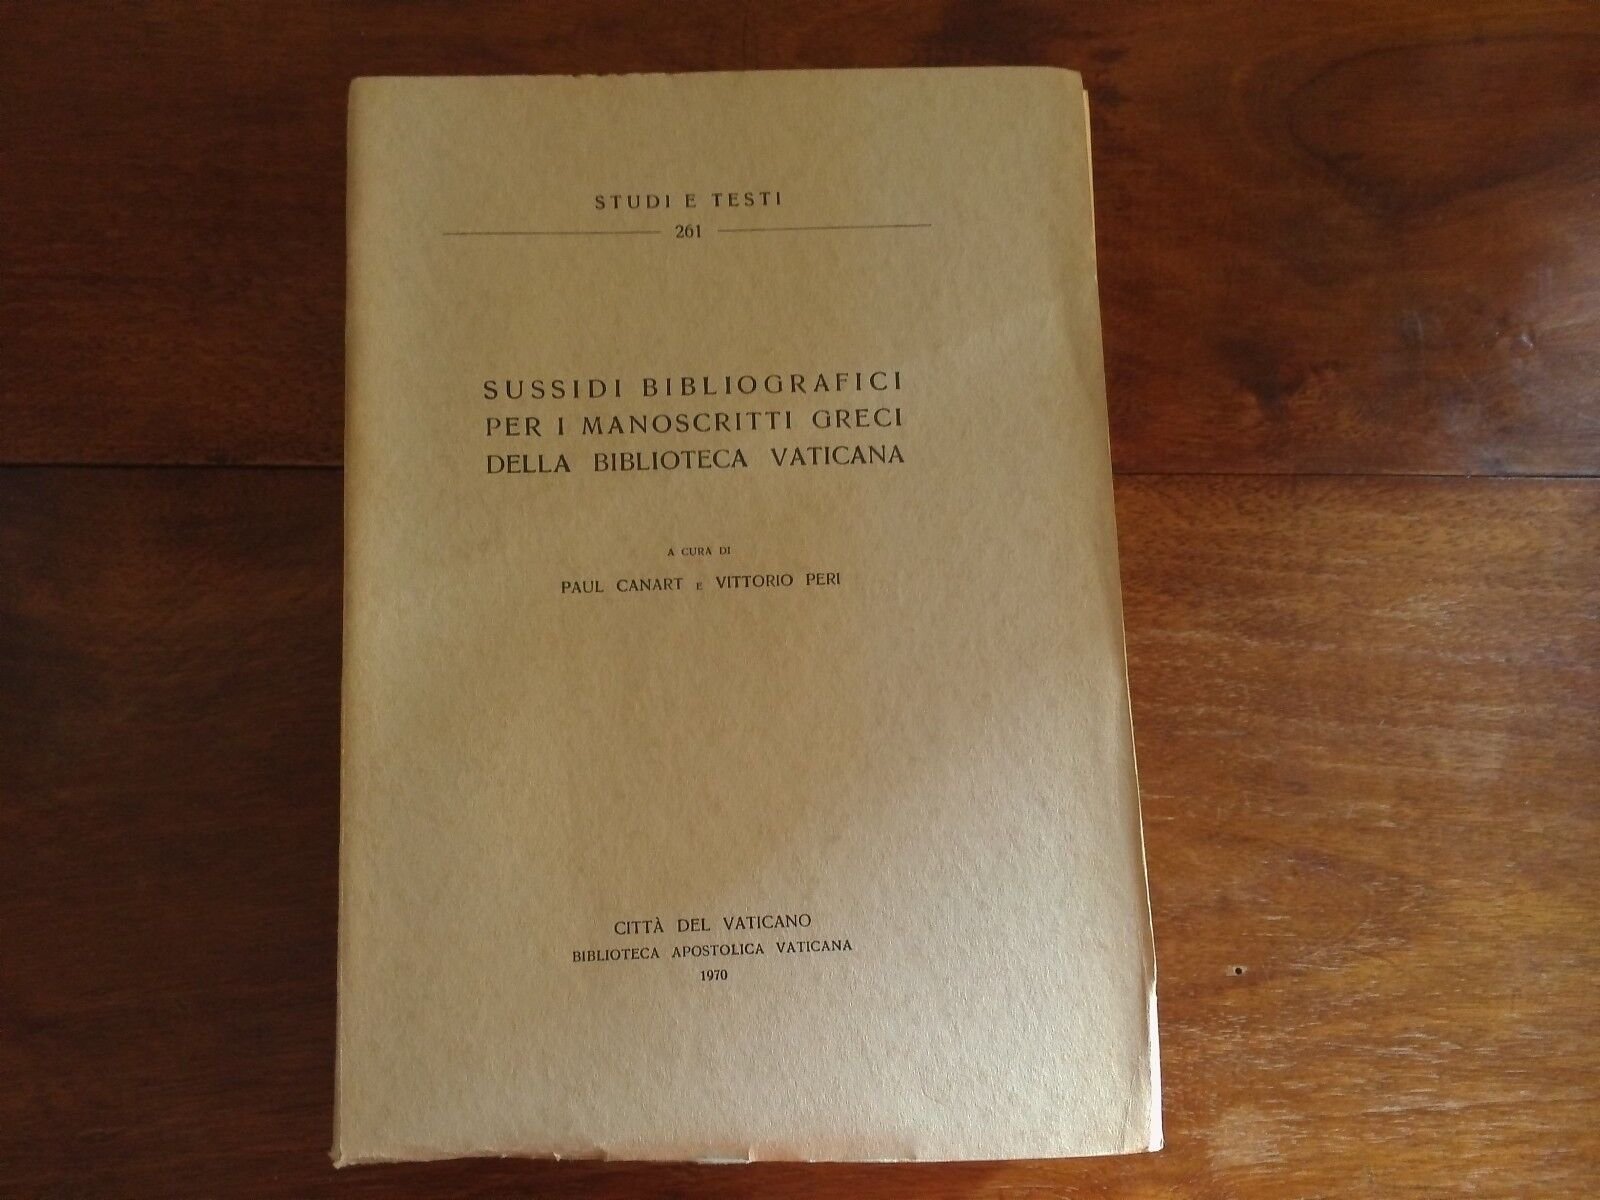 STUDI E TESTI
261
SUSSIDI BIBLIOGRAFICI
PER I MANOSCRITTI GRECI
DELLA BIBLIOTECA VATICANA
A CURA DI
PAUL CANART E VITTORIO PERI
CITTÀ DEL VATICANO
BIBLIOTECA APOSTOLICA VATICANA
1970